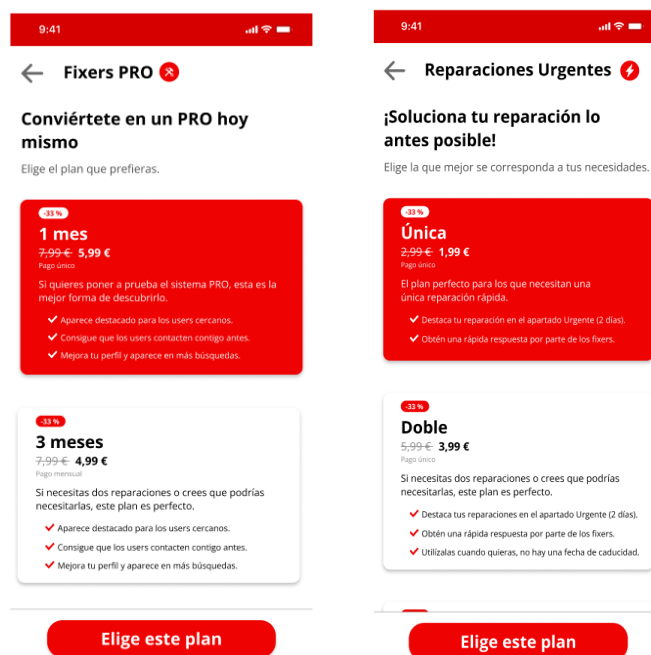 9:41
Fixers PRO
Conviértete en un PRO hoy
mismo
Elige el plan que prefieras.
-33 %
1 mes
7,99 € 5,99 €
Pago único
Si quieres poner a prueba el sistema PRO, esta es la
mejor forma de descubrirlo.
Aparece destacado para los users cercanos.
Consigue que los users contacten contigo antes.
Mejora tu perfil y aparece en más búsquedas.
-33 %
3 meses
7,99 € 4,99 €
Pago mensual
Si necesitas dos reparaciones o crees que podrías
necesitarlas, este plan es perfecto.
Aparece destacado para los users cercanos.
Consigue que los users contacten contigo antes.
Mejora tu perfil y aparece en más búsquedas.
Elige este plan
9:41
Reparaciones Urgentes
¡Soluciona tu reparación lo
antes posible!
Elige la que mejor se corresponda a tus necesidades.
-33 %
Única
2,99 € 1,99 €
Pago único
El plan perfecto para los que necesitan una
única reparación rápida.
Destaca tu reparación en el apartado Urgente (2 días).
Obtén una rápida respuesta por parte de los fixers.
-33 %
Doble
5,99 € 3,99 €
Pago único
Si necesitas dos reparaciones o crees que podrías
necesitarlas, este plan es perfecto.
Destaca tus reparaciones en el apartado Urgente (2 días).
Obtén una rápida respuesta por parte de los fixers.
Utilízalas cuando quieras, no hay una fecha de caducidad.
Elige este plan